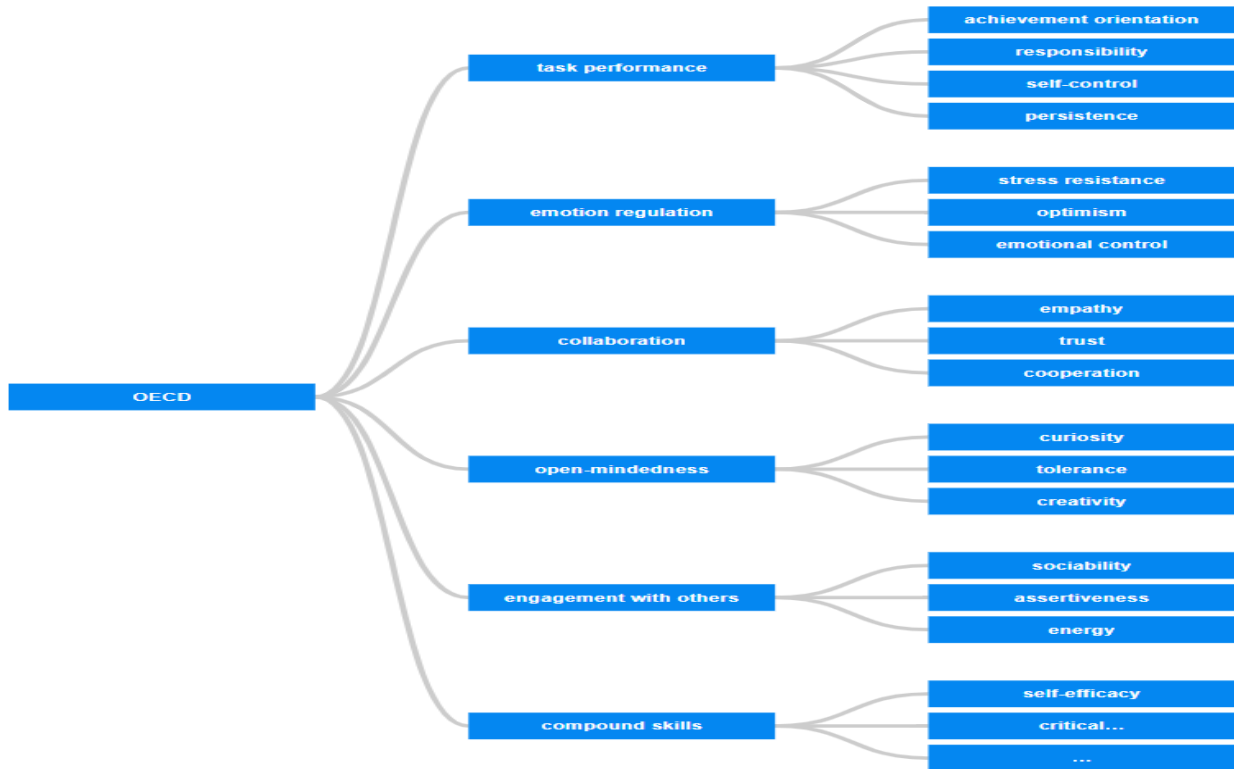 OECD
task performance
achievement orientation
responsibility
self-control
persistence
emotion regulation
stress resistance
optimism
emotional control
collaboration
empathy
trust
cooperation
open-mindedness
curiosity
tolerance
creativity
engagement with others
sociability
assertiveness
energy
compound skills
self-efficacy
critical...
...